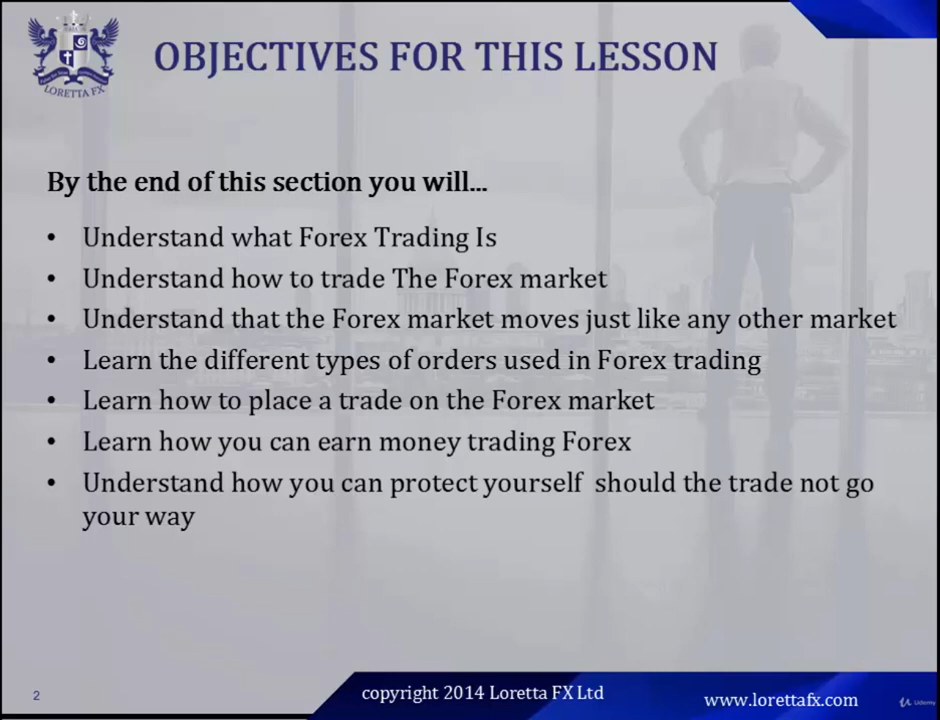 LORETTA FX
OBJECTIVES FOR THIS LESSON
By the end of this section you will...
• Understand what Forex Trading Is
• Understand how to trade The Forex market
• Understand that the Forex market moves just like any other market
• Learn the different types of orders used in Forex trading
• Learn how to place a trade on the Forex market
• Learn how you can earn money trading Forex
• Understand how you can protect yourself  should the trade not go
your way
2
copyright 2014 Loretta FX Ltd
www.lorettafx.com
Udemy